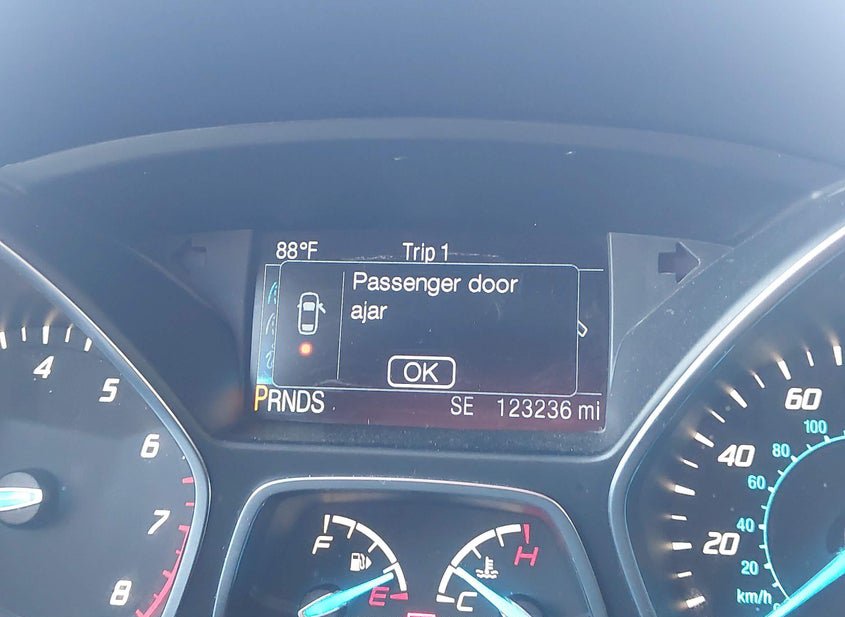 88°F Trip 1
Passenger door
ajar
OK
PRNDS SE 123236 mi
4 5 6 7 8
F E
H C
20 40 60
20 40 60 80 100
km/h